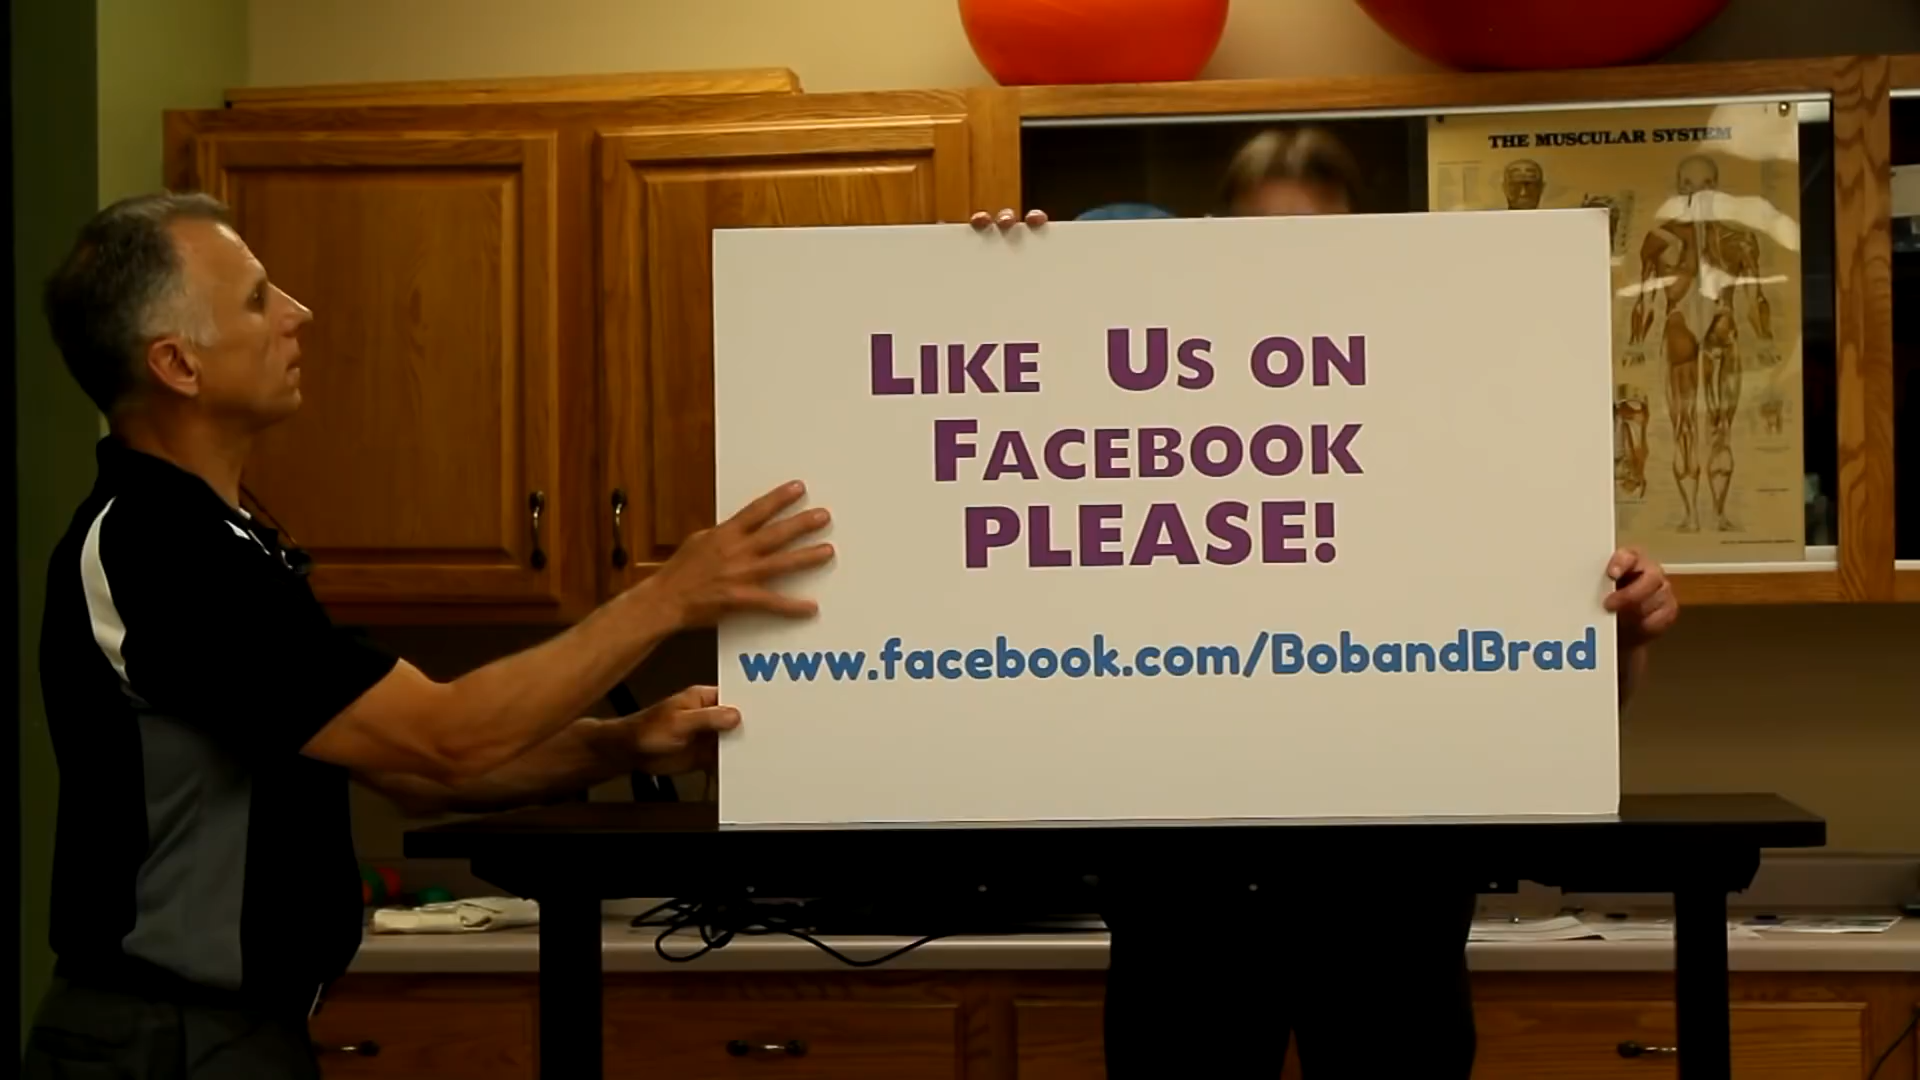 THE MUSCULAR SYSTEM
LIKE US ON
FACEBOOK
PLEASE!
www.facebook.com/BobandBrad